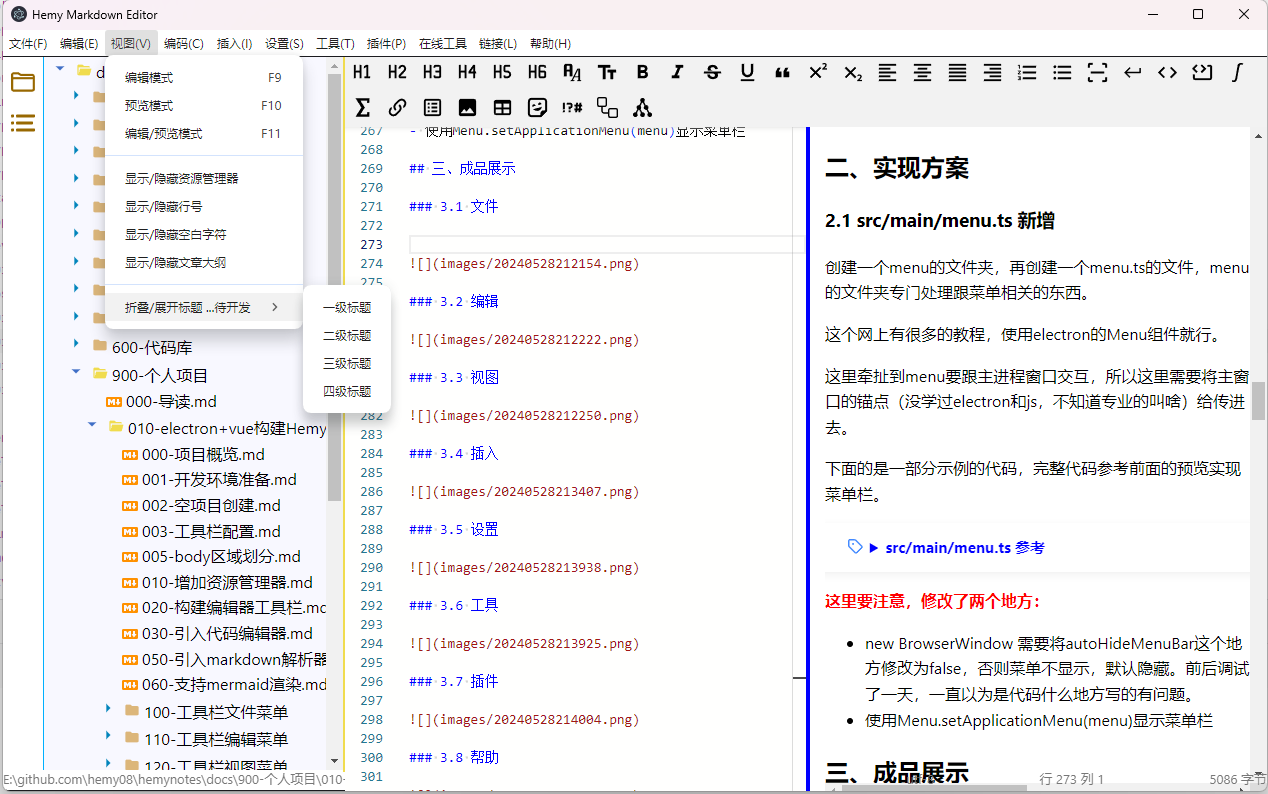 Hemy Markdown Editor
文件(F) 编辑(E) 视图(V) 编码(C) 插入(I) 设置(S) 工具(T) 插件(P) 在线工具 链接(L) 帮助(H)
编辑模式 F9
预览模式 F10
编辑/预览模式 F11
显示/隐藏资源管理器
显示/隐藏行号
显示/隐藏空白字符
显示/隐藏文章大纲
折叠/展开标题 ...待开发
一级标题
二级标题
三级标题
四级标题
d
600-代码库
900-个人项目
000-导读.md
010-electron+vue构建Hemy
000-项目概览.md
001-开发环境准备.md
002-空项目创建.md
003-工具栏配置.md
005-body区域划分.md
010-增加资源管理器.md
020-构建编辑器工具栏.md
030-引入代码编辑器.md
050-引入markdown解析器
060-支持mermaid渲染.md
100-工具栏文件菜单
110-工具栏编辑菜单
120-工具栏视图菜单
E:\github.com\hemy08\hemynotes\docs\900-个人项目\010-
H1 H2 H3 H4 H5 H6 AA TT B I S U “ X² X₂
Σ !?#
267 - 使用Menu.setApplicationMenu(menu)显示菜单栏
268
269 ## 三、成品展示
270
271 ### 3.1 文件
272
273
274 ![](images/20240528212154.png)
275
### 3.2 编辑
![](images/20240528212222.png)
### 3.3 视图
282 ![](images/20240528212250.png)
283
284 ### 3.4 插入
285
286 ![](images/20240528213407.png)
287
288 ### 3.5 设置
289
290 ![](images/20240528213938.png)
291
292 ### 3.6 工具
293
294 ![](images/20240528213925.png)
295
296 ### 3.7 插件
297
298 ![](images/20240528214004.png)
299
300 ### 3.8 帮助
301
二、实现方案
2.1 src/main/menu.ts 新增
创建一个menu的文件夹，再创建一个menu.ts的文件，menu
的文件夹专门处理跟菜单相关的东西。
这个网上有很多的教程，使用electron的Menu组件就行。
这里牵扯到menu要跟主进程窗口交互，所以这里需要将主窗
口的锚点（没学过electron和js，不知道专业的叫啥）给传进
去。
下面的是一部分示例的代码，完整代码参考前面的预览实现
菜单栏。
src/main/menu.ts 参考
这里要注意，修改了两个地方：
new BrowserWindow 需要将autoHideMenuBar这个地
方修改为false，否则菜单不显示，默认隐藏。前后调试
了一天，一直以为是代码什么地方写的有问题。
使用Menu.setApplicationMenu(menu)显示菜单栏
三、成品展示
行 273 列 1
5086 字节